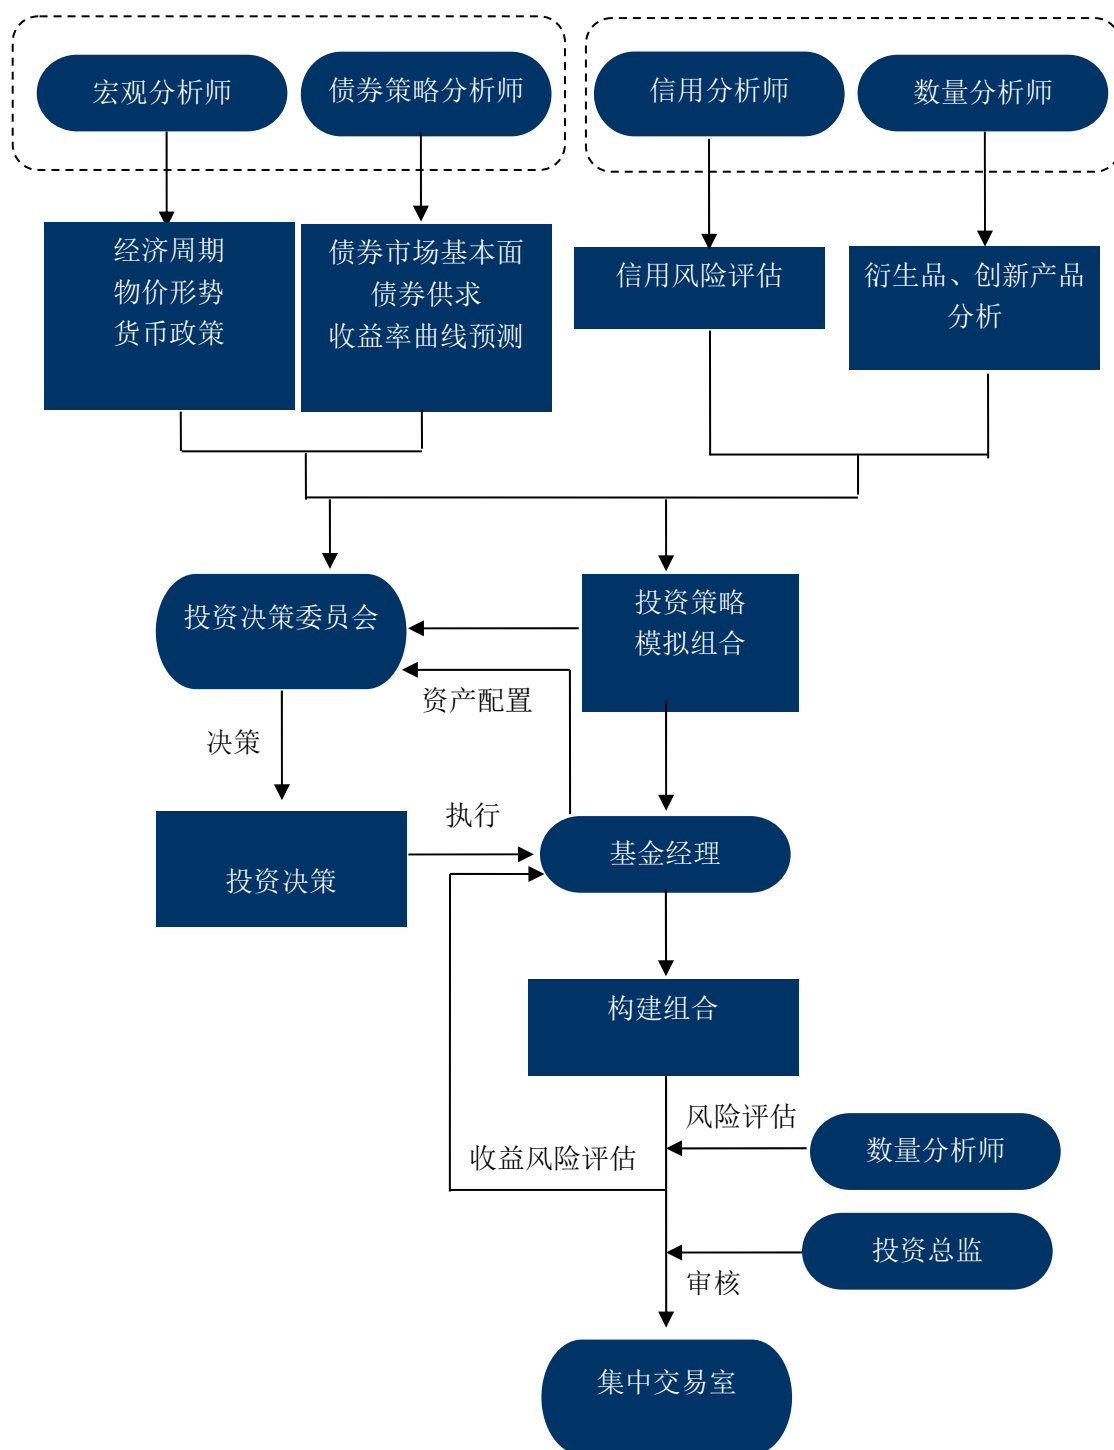 宏观分析师
债券策略分析师
信用分析师
数量分析师
经济周期
物价形势
货币政策
债券市场基本面
债券供求
收益率曲线预测
信用风险评估
衍生品、创新产品
分析
投资决策委员会
投资策略
模拟组合
资产配置
决策
执行
投资决策
基金经理
构建组合
风险评估
数量分析师
收益风险评估
投资总监
审核
集中交易室